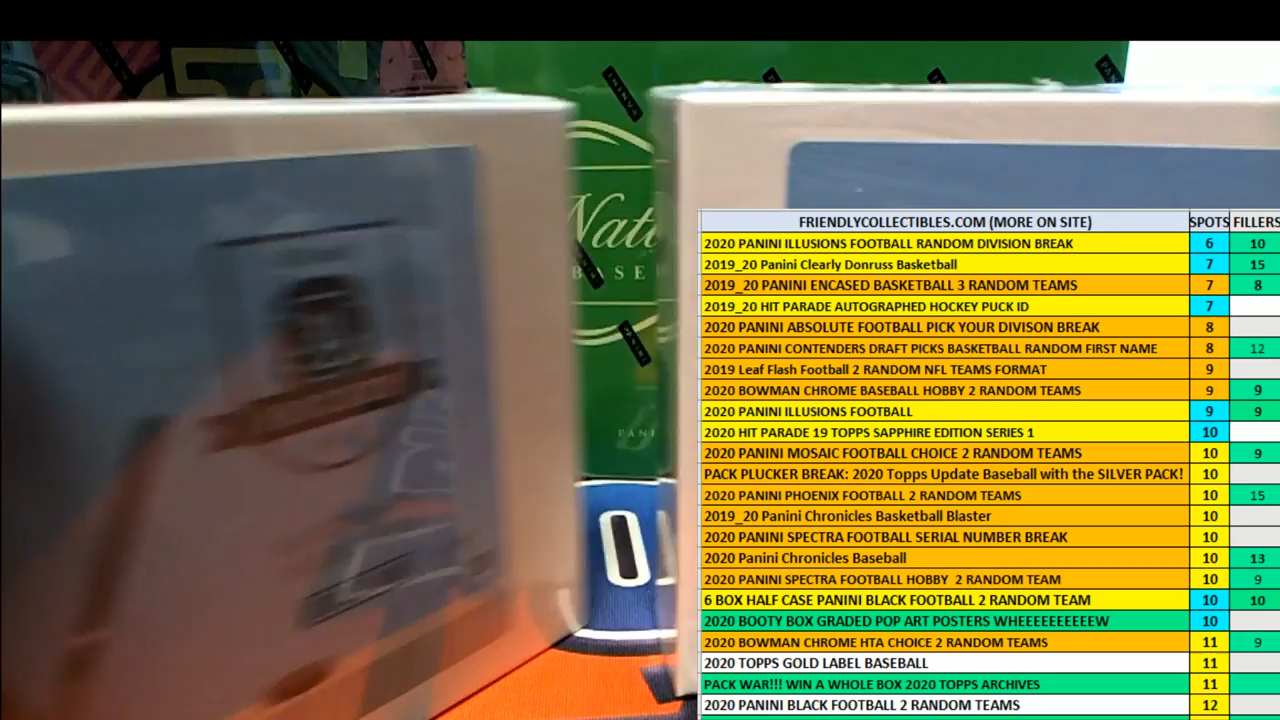 PANINI
Nati
BASE
PANINI
PANI
0
FRIENDLYCOLLECTIBLES.COM (MORE ON SITE) SPOTS FILLERS
2020 PANINI ILLUSIONS FOOTBALL RANDOM DIVISION BREAK 6 10
2019_20 Panini Clearly Donruss Basketball 7 15
2019_20 PANINI ENCASED BASKETBALL 3 RANDOM TEAMS 7 8
2019_20 HIT PARADE AUTOGRAPHED HOCKEY PUCK ID 7
2020 PANINI ABSOLUTE FOOTBALL PICK YOUR DIVISON BREAK 8
2020 PANINI CONTENDERS DRAFT PICKS BASKETBALL RANDOM FIRST NAME 8 12
2019 Leaf Flash Football 2 RANDOM NFL TEAMS FORMAT 9
2020 BOWMAN CHROME BASEBALL HOBBY 2 RANDOM TEAMS 9 9
2020 PANINI ILLUSIONS FOOTBALL 9 9
2020 HIT PARADE 19 TOPPS SAPPHIRE EDITION SERIES 1 10
2020 PANINI MOSAIC FOOTBALL CHOICE 2 RANDOM TEAMS 10 9
PACK PLUCKER BREAK: 2020 Topps Update Baseball with the SILVER PACK! 10
2020 PANINI PHOENIX FOOTBALL 2 RANDOM TEAMS 10 15
2019_20 Panini Chronicles Basketball Blaster 10
2020 PANINI SPECTRA FOOTBALL SERIAL NUMBER BREAK 10
2020 Panini Chronicles Baseball 10 13
2020 PANINI SPECTRA FOOTBALL HOBBY 2 RANDOM TEAM 10 9
6 BOX HALF CASE PANINI BLACK FOOTBALL 2 RANDOM TEAM 10 10
2020 BOOTY BOX GRADED POP ART POSTERS WHEEEEEEEEEW 10
2020 BOWMAN CHROME HTA CHOICE 2 RANDOM TEAMS 11 9
2020 TOPPS GOLD LABEL BASEBALL 11
PACK WAR!!! WIN A WHOLE BOX 2020 TOPPS ARCHIVES 11
2020 PANINI BLACK FOOTBALL 2 RANDOM TEAMS 12